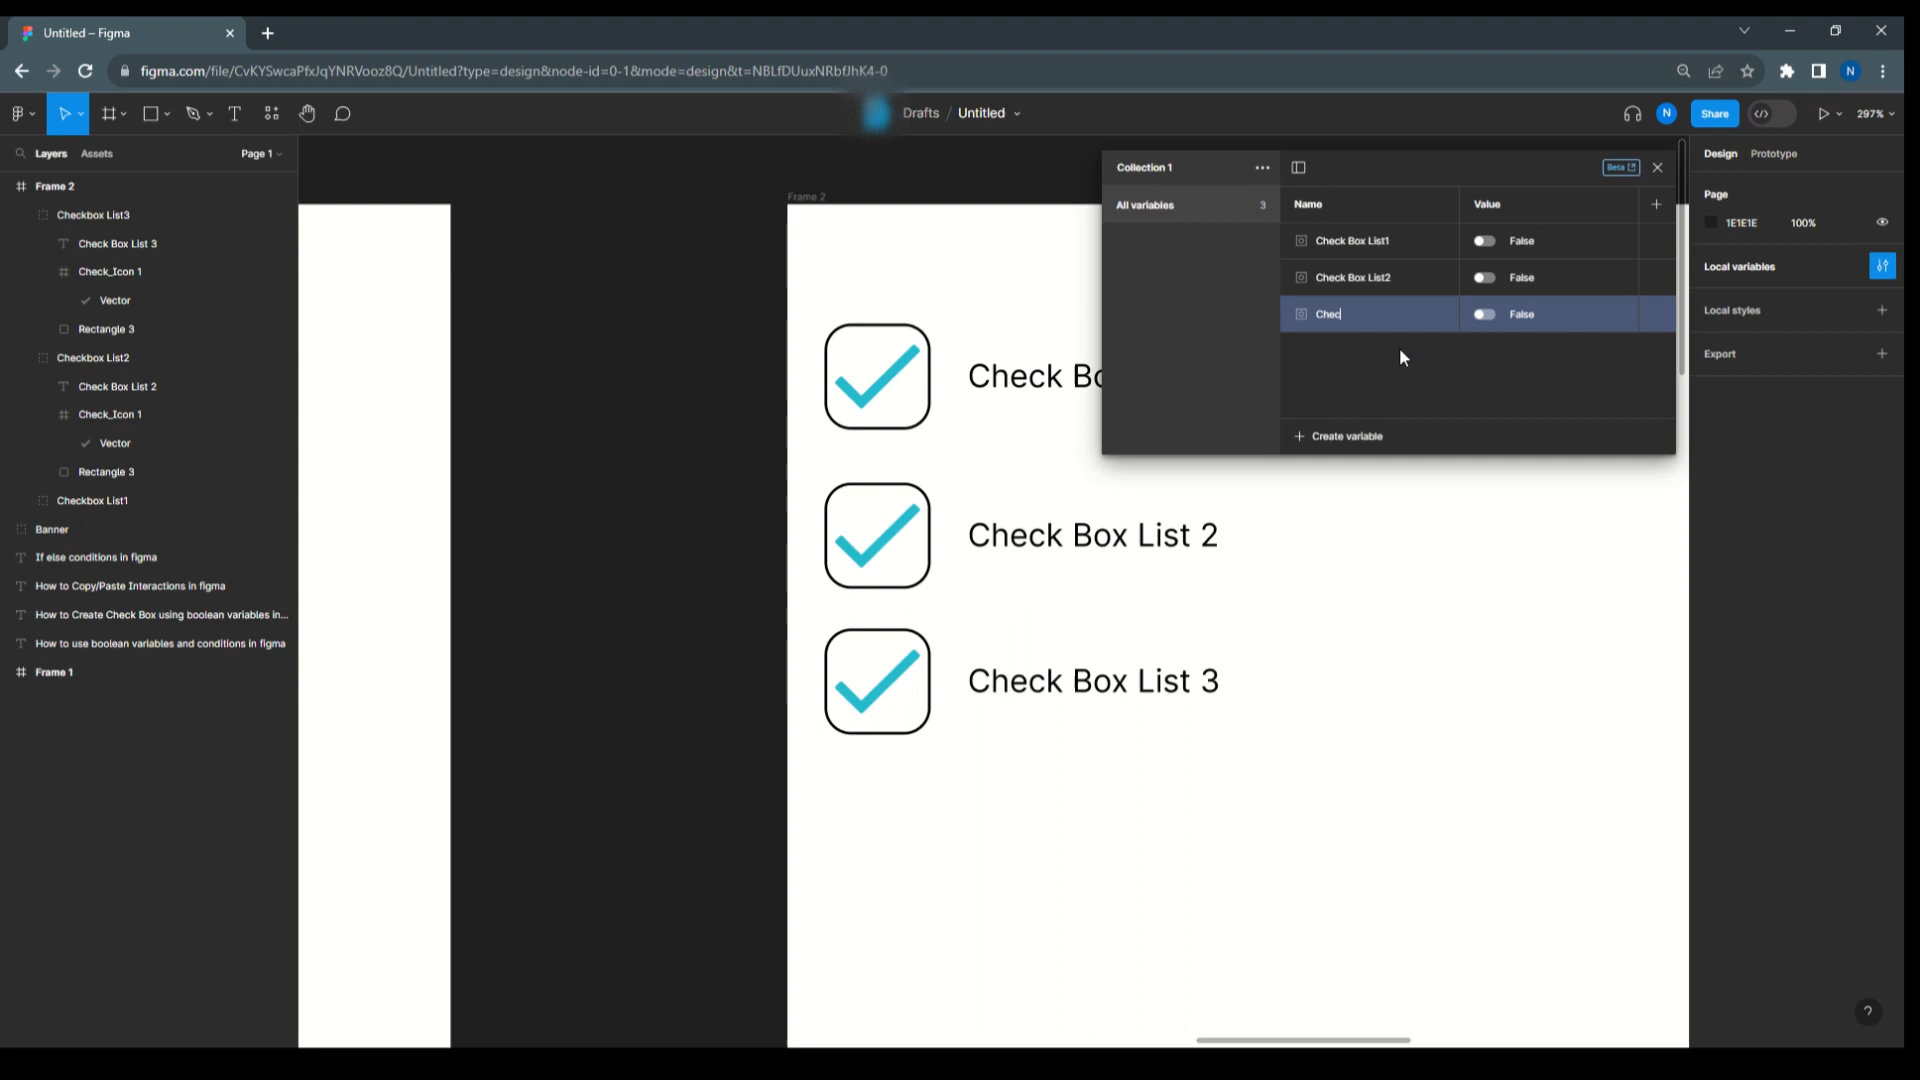 Untitled – Figma
figma.com/file/CvKYSwcaPfxJqYNRVooz8Q/Untitled?type=design&node-id=0-1&mode=design&t=NBLfDUuxNRbfJhK4-0
N
Drafts / Untitled
N
Share
297%
Layers
Assets
Page 1
Frame 2
Checkbox List3
Check Box List 3
Check_Icon 1
Vector
Rectangle 3
Checkbox List2
Check Box List 2
Check_Icon 1
Vector
Rectangle 3
Checkbox List1
Banner
If else conditions in figma
How to Copy/Paste Interactions in figma
How to Create Check Box using boolean variables in...
How to use boolean variables and conditions in figma
Frame 1
Frame 2
Check Bo
Check Box List 2
Check Box List 3
Collection 1
Beta
All variables 3
Name Value
Check Box List1 False
Check Box List2 False
Chec False
Create variable
Design Prototype
Page
1E1E1E 100%
Local variables
Local styles
Export
?